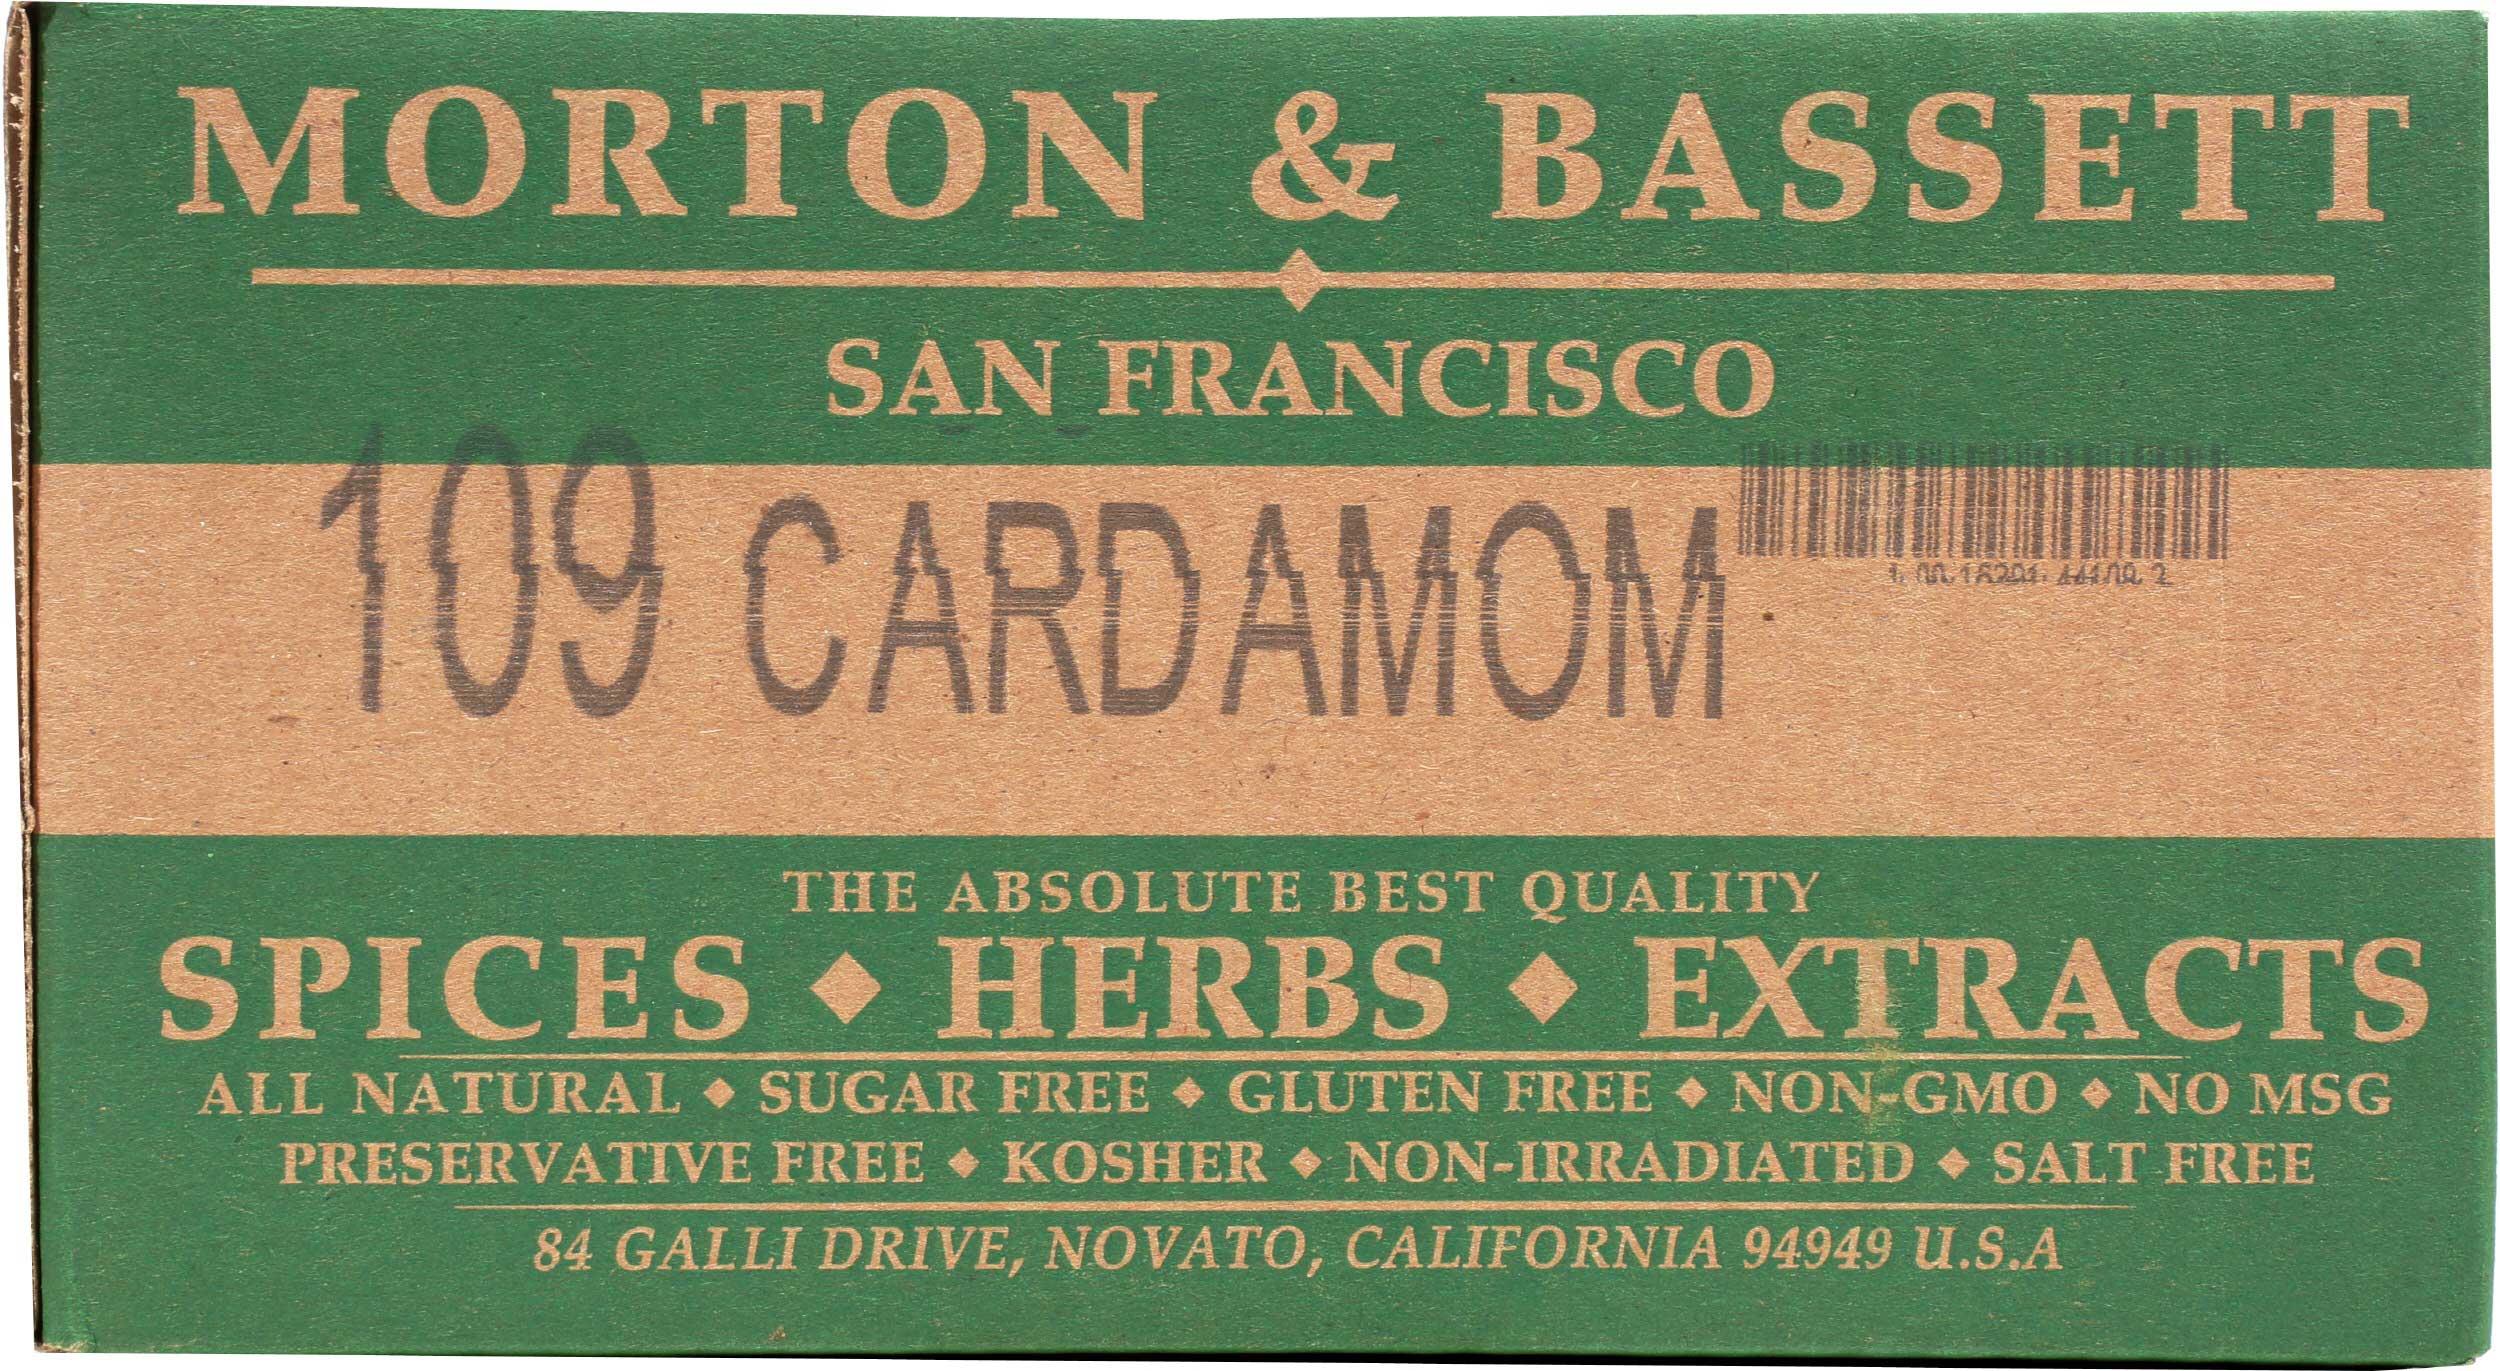 MORTON & BASSETT
SAN FRANCISCO
109 CARDAMOM
THE ABSOLUTE BEST QUALITY
SPICES ◆ HERBS ◆ EXTRACTS
ALL NATURAL ◆ SUGAR FREE ◆ GLUTEN FREE ◆ NON-GMO ◆ NO MSG
PRESERVATIVE FREE ◆ KOSHER ◆ NON-IRRADIATED ◆ SALT FREE
84 GALLI DRIVE, NOVATO, CALIFORNIA 94949 U.S.A